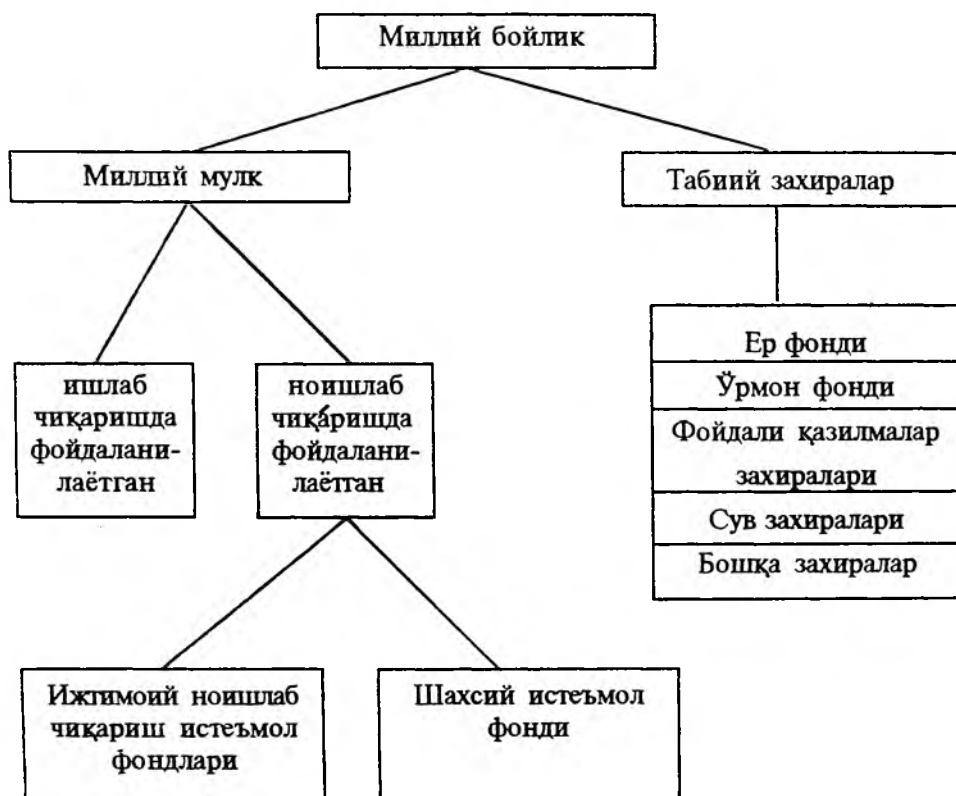 Миллий бойлик
Миллий мулк
Табиий захиралар
ишлаб
чиқаришда
фойдалани-
лаётган
ноишлаб
чиқаришда
фойдалани-
лаётган
Ер фонди
Ўрмон фонди
Фойдали қазилмалар
захиралари
Сув захиралари
Бошқа захиралар
Ижтимоий ноишлаб
чиқариш истеъмол
фондлари
Шахсий истеъмол
фонди